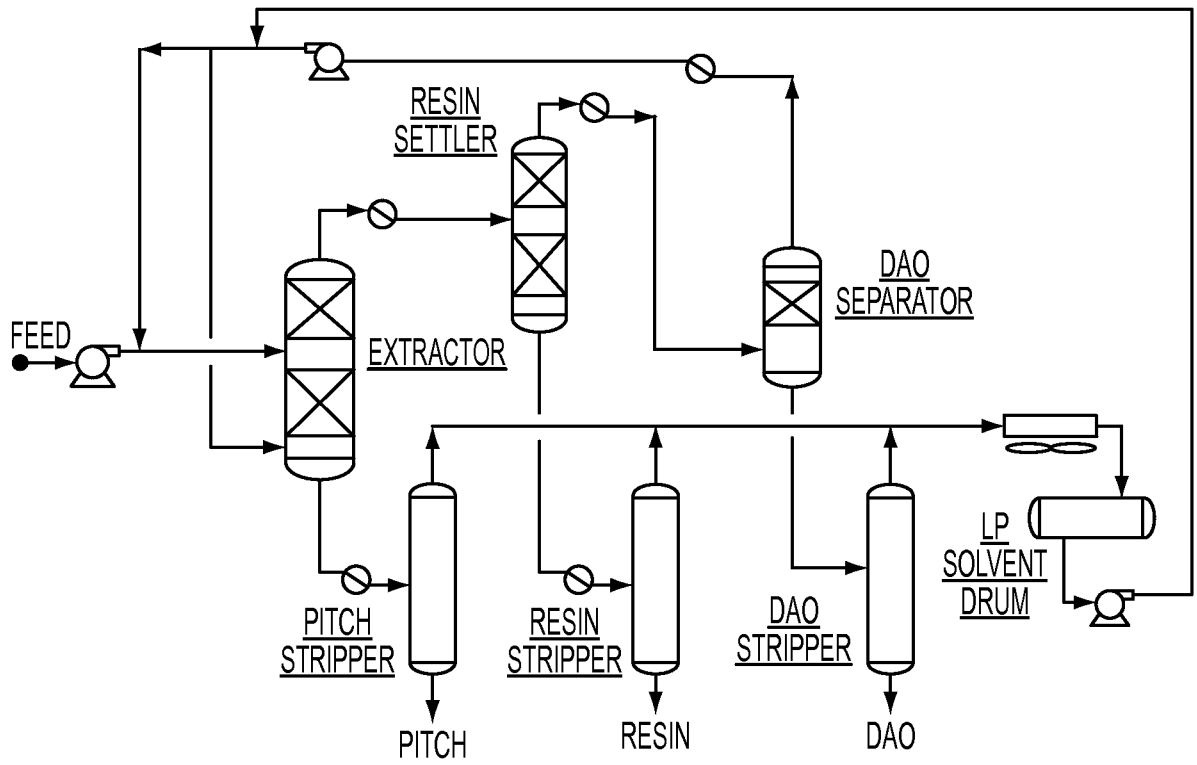 RESIN
SETTLER
DAO
SEPARATOR
FEED
EXTRACTOR
LP
SOLVENT
DRUM
PITCH
STRIPPER
RESIN
STRIPPER
DAO
STRIPPER
PITCH
RESIN
DAO